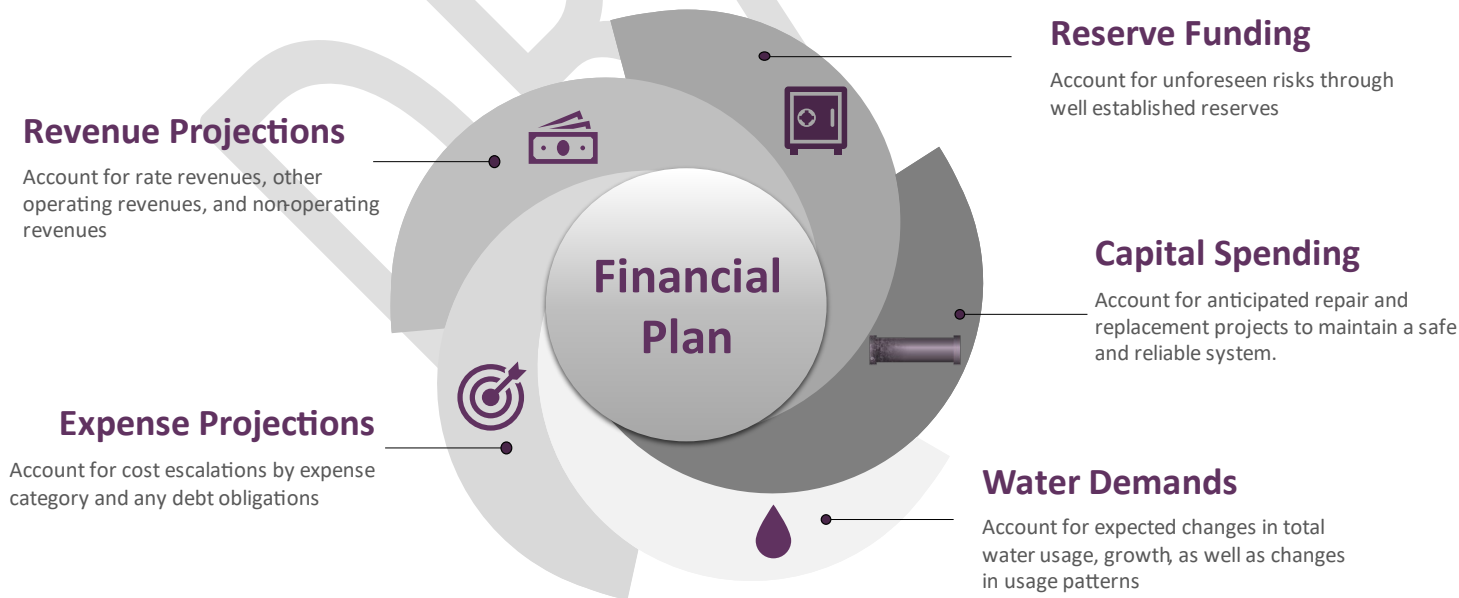 Reserve Funding
Account for unforeseen risks through
well established reserves
Revenue Projections
Account for rate revenues, other
operating revenues, and non-operating
revenues
Financial
Plan
Capital Spending
Account for anticipated repair and
replacement projects to maintain a safe
and reliable system.
Expense Projections
Account for cost escalations by expense
category and any debt obligations
Water Demands
Account for expected changes in total
water usage, growth, as well as changes
in usage patterns